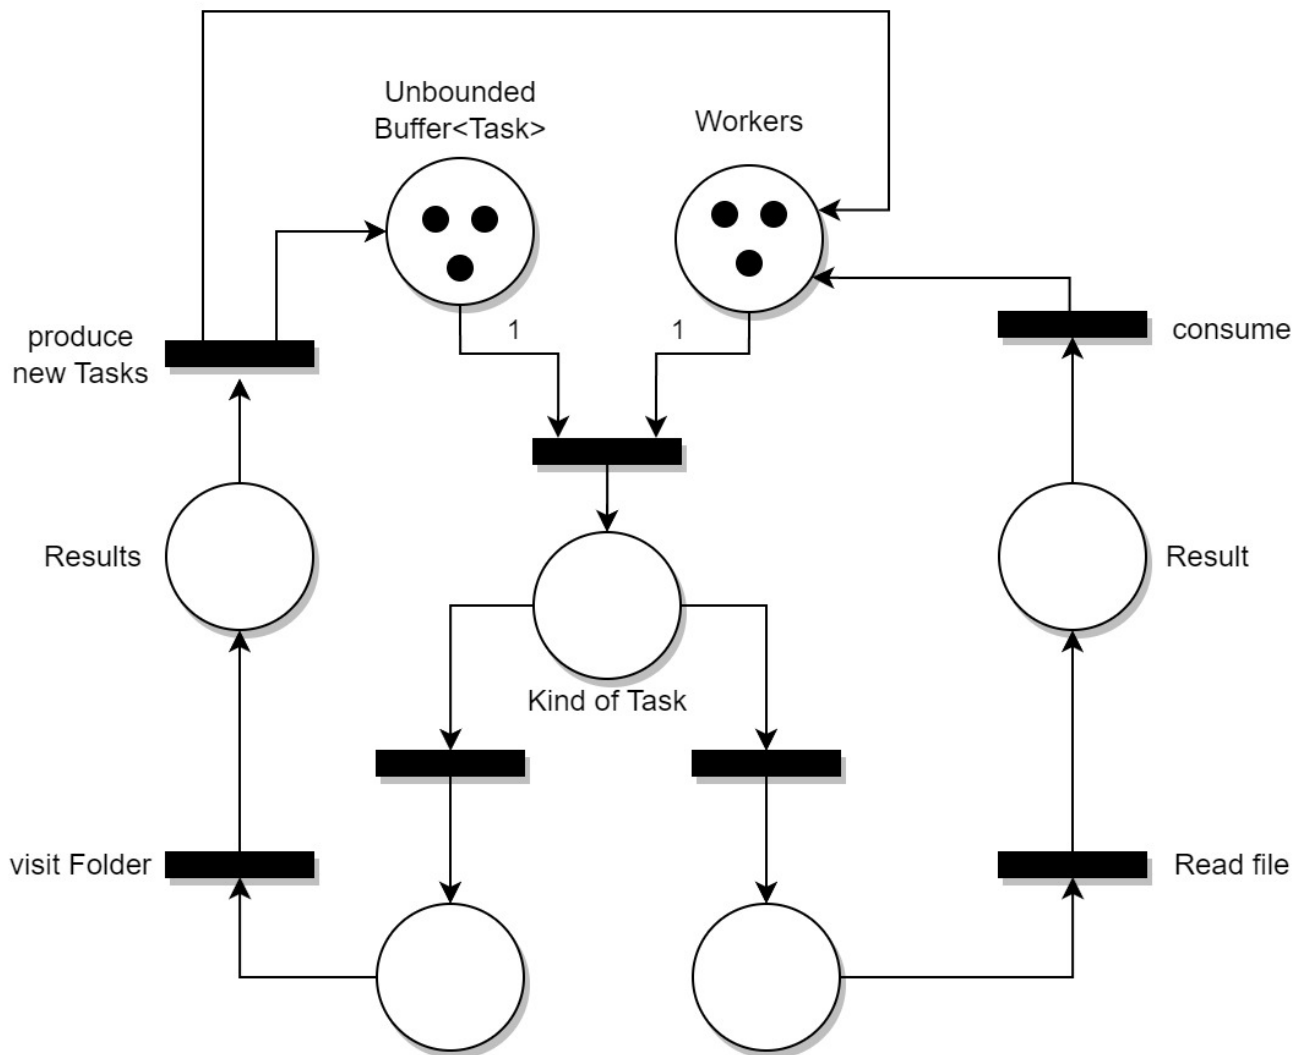 Unbounded
Buffer<Task>
Workers
1
1
produce
new Tasks
consume
Results
Result
Kind of Task
visit Folder
Read file